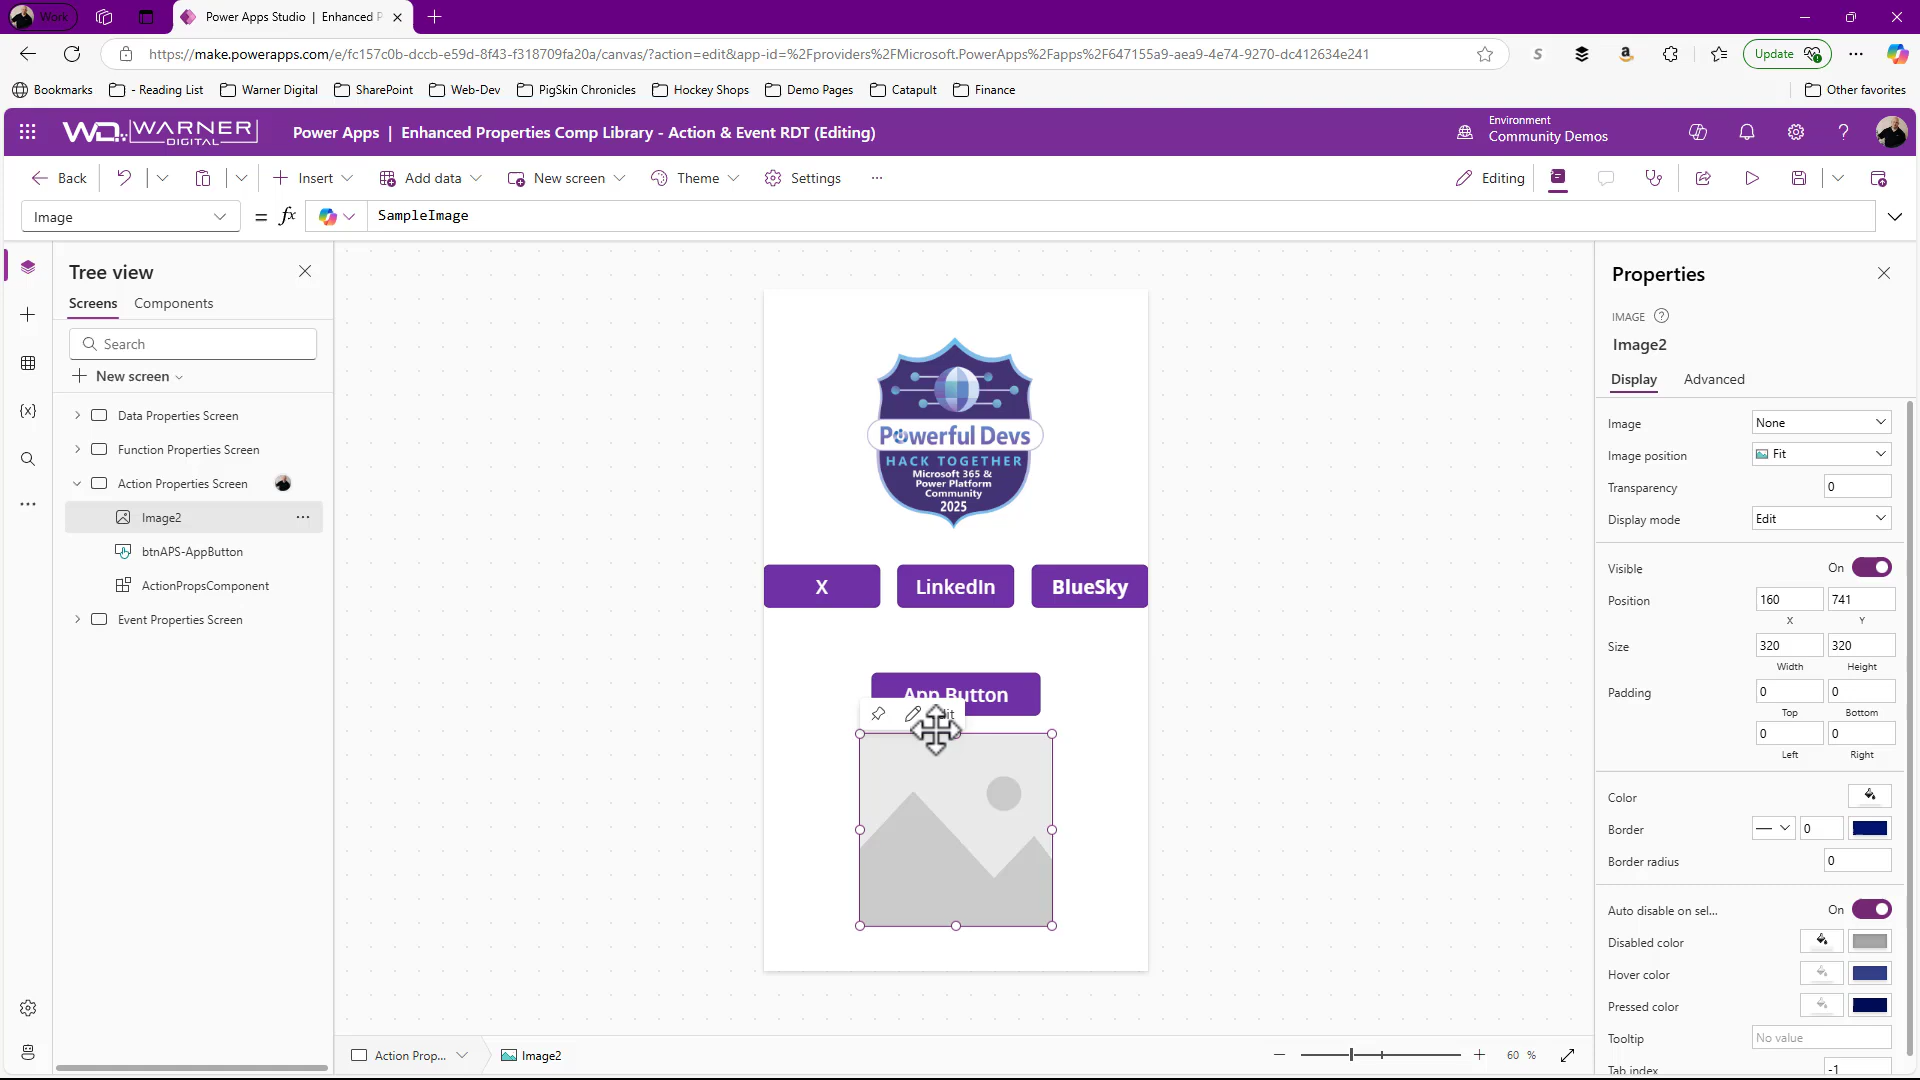 Work
Power Apps Studio | Enhanced P
https://make.powerapps.com/e/fc157c0b-dccb-e59d-8f43-f318709fa20a/canvas/?action=edit&app-id=%2Fproviders%2FMicrosoft.PowerApps%2Fapps%2F647155a9-aea9-4e74-9270-dc412634e241
Update
Bookmarks
- Reading List
Warner Digital
SharePoint
Web-Dev
PigSkin Chronicles
Hockey Shops
Demo Pages
Catapult
Finance
Other favorites
WD WARNER DIGITAL
Power Apps | Enhanced Properties Comp Library - Action & Event RDT (Editing)
Environment
Community Demos
Back
Insert
Add data
New screen
Theme
Settings
Editing
Image
= fx
SampleImage
Tree view
Screens
Components
Search
New screen
Data Properties Screen
Function Properties Screen
Action Properties Screen
Image2
btnAPS-AppButton
ActionPropsComponent
Event Properties Screen
Powerful Devs
HACK TOGETHER
Microsoft 365 &
Power Platform
Community
2025
X
LinkedIn
BlueSky
App Button
Action Prop...
Image2
60 %
Properties
IMAGE
Image2
Display
Advanced
Image
None
Image position
Fit
Transparency
0
Display mode
Edit
Visible
On
Position
160
741
X
Y
Size
320
320
Width
Height
Padding
0
0
Top
Bottom
0
0
Left
Right
Color
Border
0
Border radius
0
Auto disable on sel...
On
Disabled color
Hover color
Pressed color
Tooltip
No value
Tab index
-1